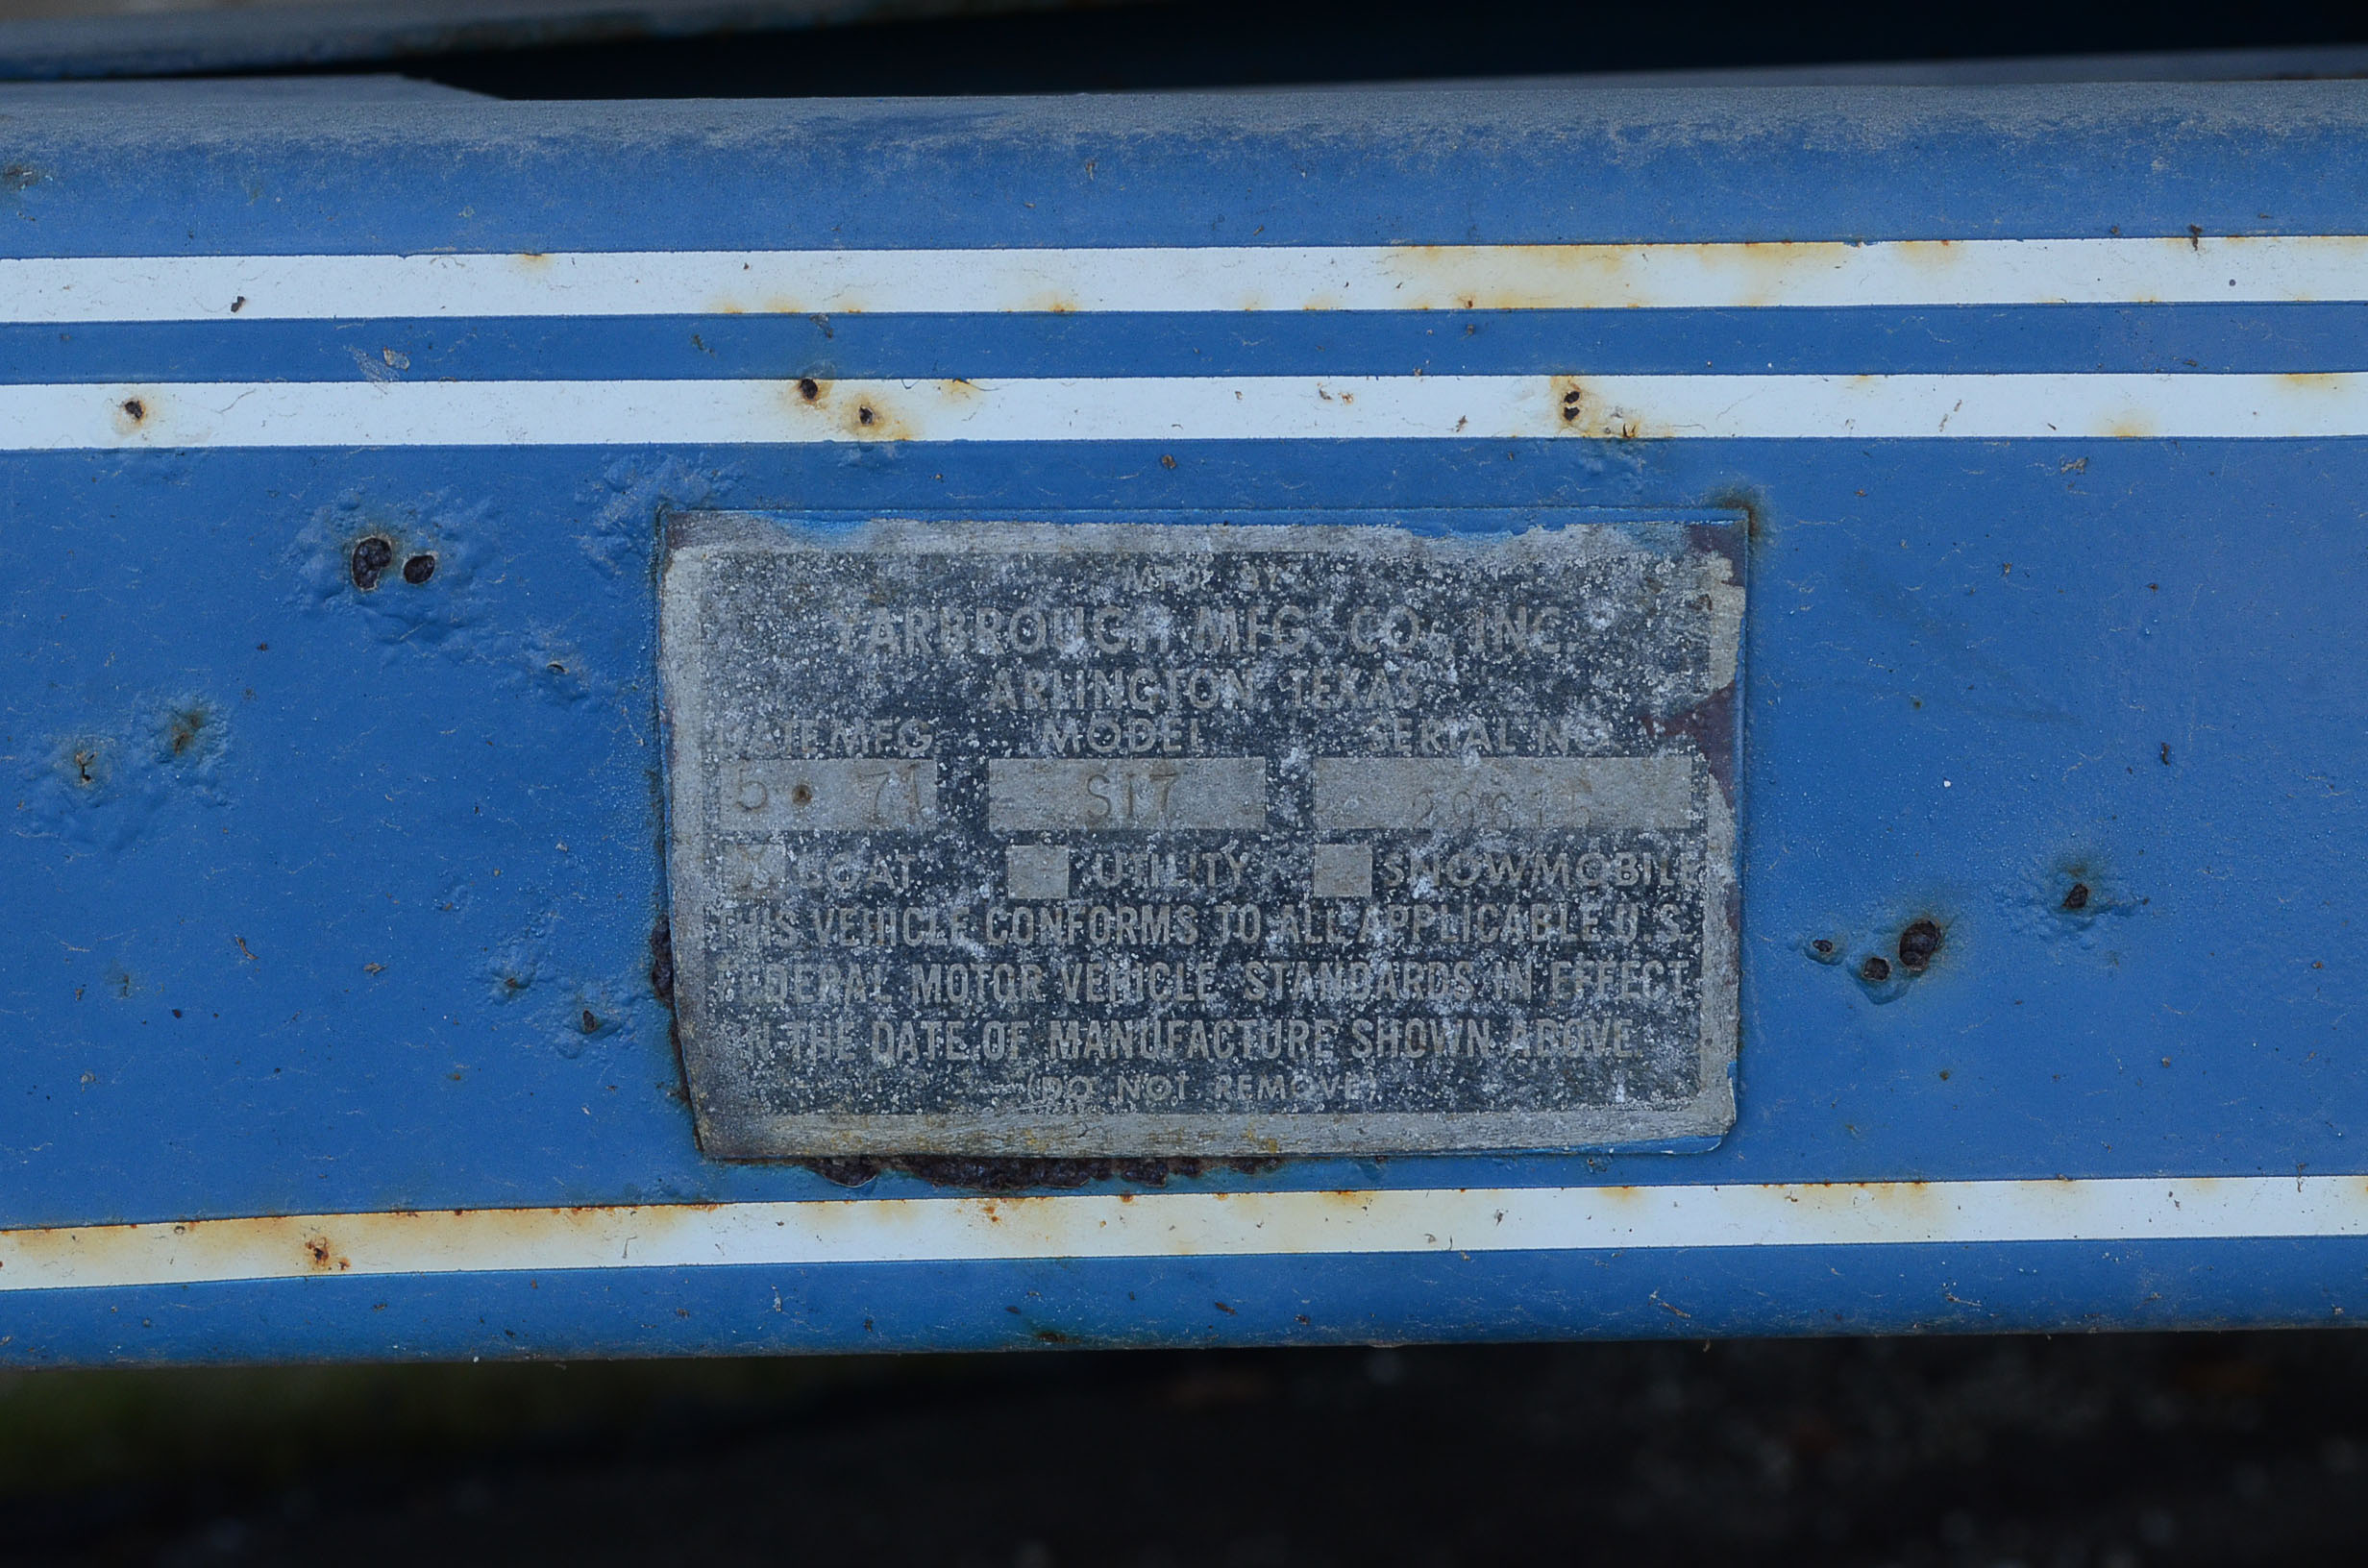 MFG. BY
YARBROUGH MFG. CO., INC.
ARLINGTON, TEXAS
DATE MFG. MODEL SERIAL NO.
5 • 71 S17
BOAT UTILITY SNOWMOBILE
THIS VEHICLE CONFORMS TO ALL APPLICABLE U.S.
FEDERAL MOTOR VEHICLE STANDARDS IN EFFECT
ON THE DATE OF MANUFACTURE SHOWN ABOVE
(DO NOT REMOVE)